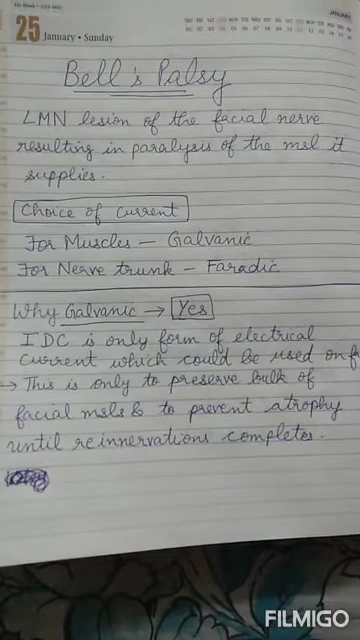 25 January • Sunday
JANUARY
Bell's Palsy
LMN lesion of the facial nerve
resulting in paralysis of the msl it
supplies.
Choice of current
For Muscles — Galvanic
For Nerve trunk — Faradic
Why Galvanic → Yes
IDC is only form of electrical
current which could be used on
→ This is only to preserve bulk of
facial msls & to prevent atrophy
until reinnervations completes.
FILMIGO